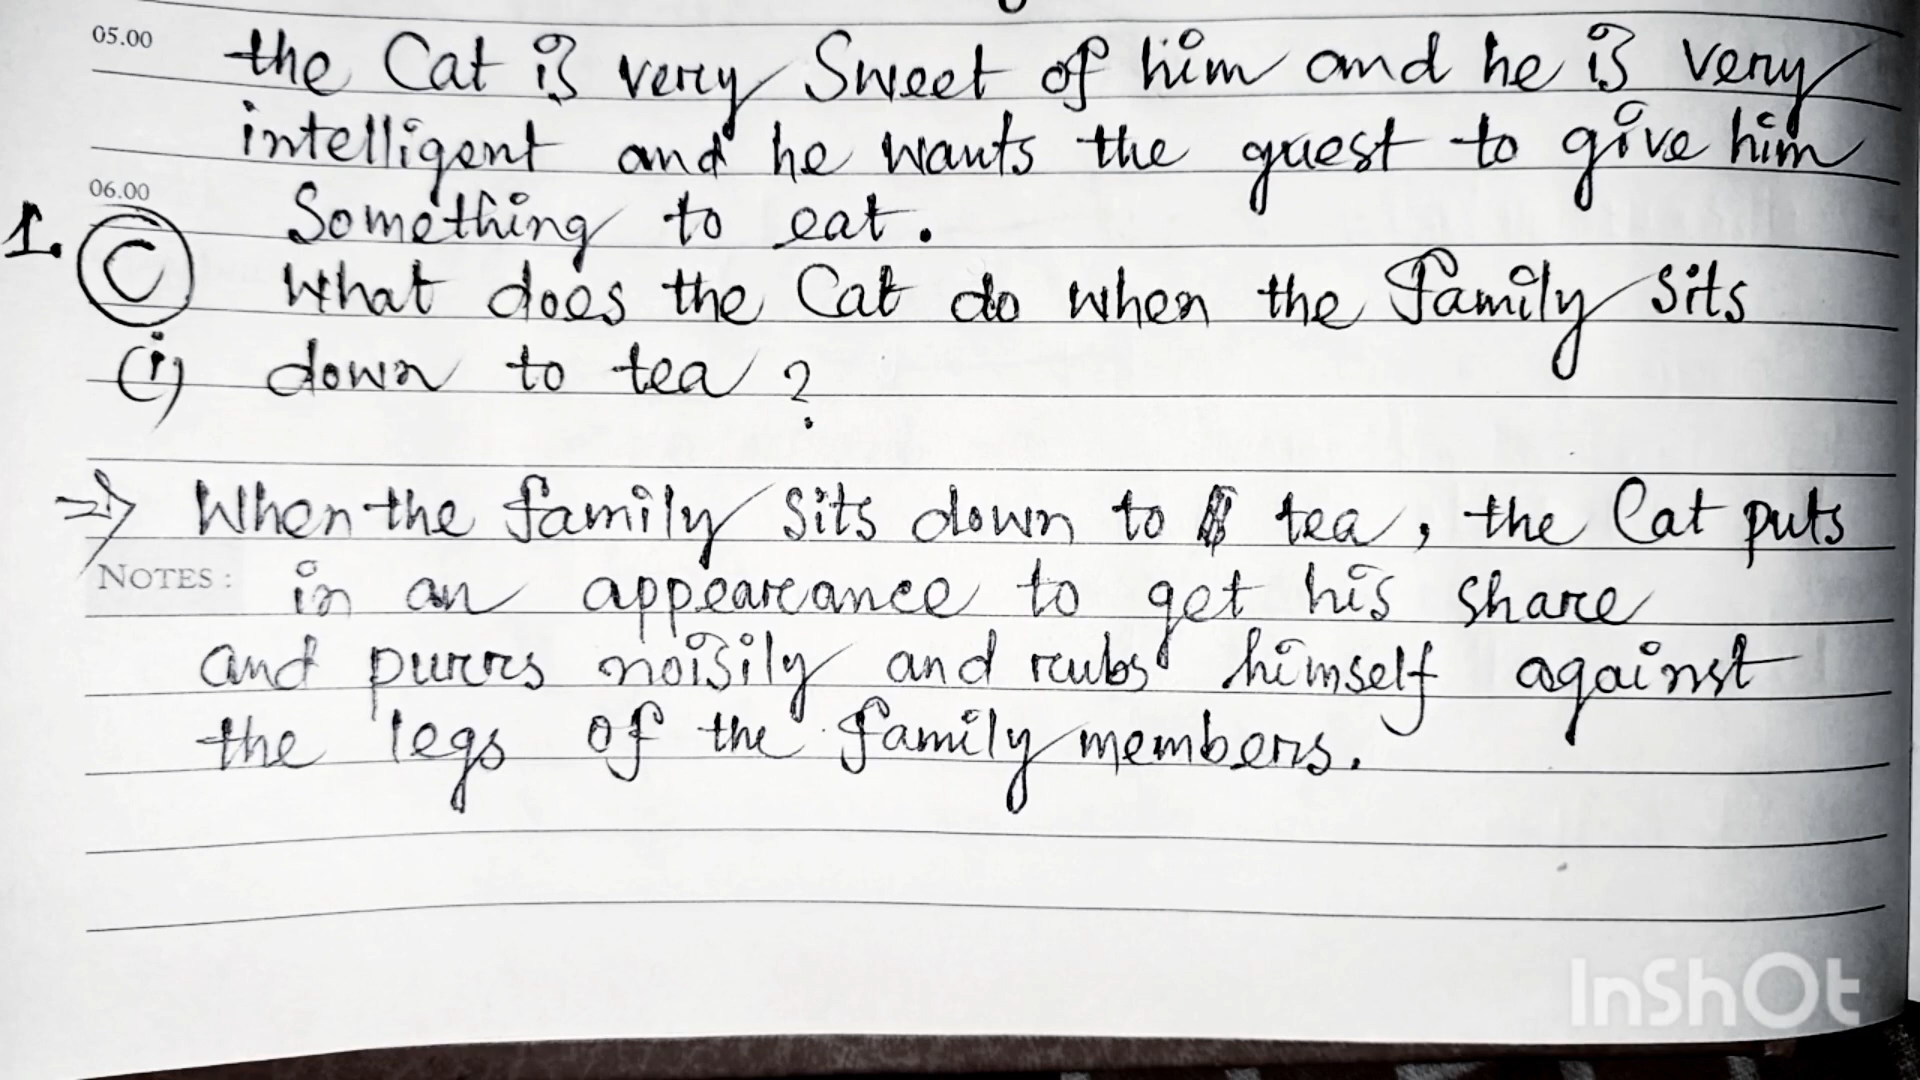 05.00 the Cat is very Sweet of him and he is very
intelligent and he wants the guest to give him
06.00 Something to eat.
1. C What does the Cat do when the family sits
(i) down to tea ?
⇒ When the family sits down to tea, the Cat puts
NOTES: in an appearance to get his share
and purrs noisily and rubs himself against
the legs of the family members.
InShOt